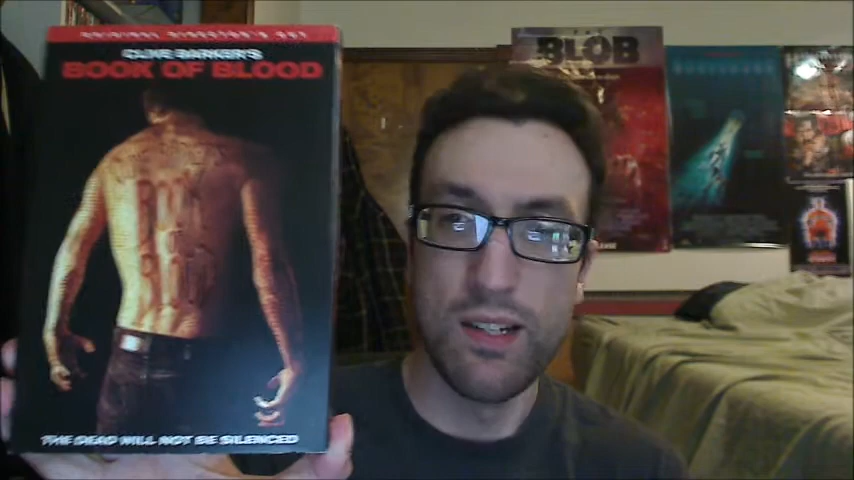 ORIGINAL DIRECTOR'S CUT
CLIVE BARKER'S
BOOK OF BLOOD
THE DEAD WILL NOT BE SILENCED
BLOB